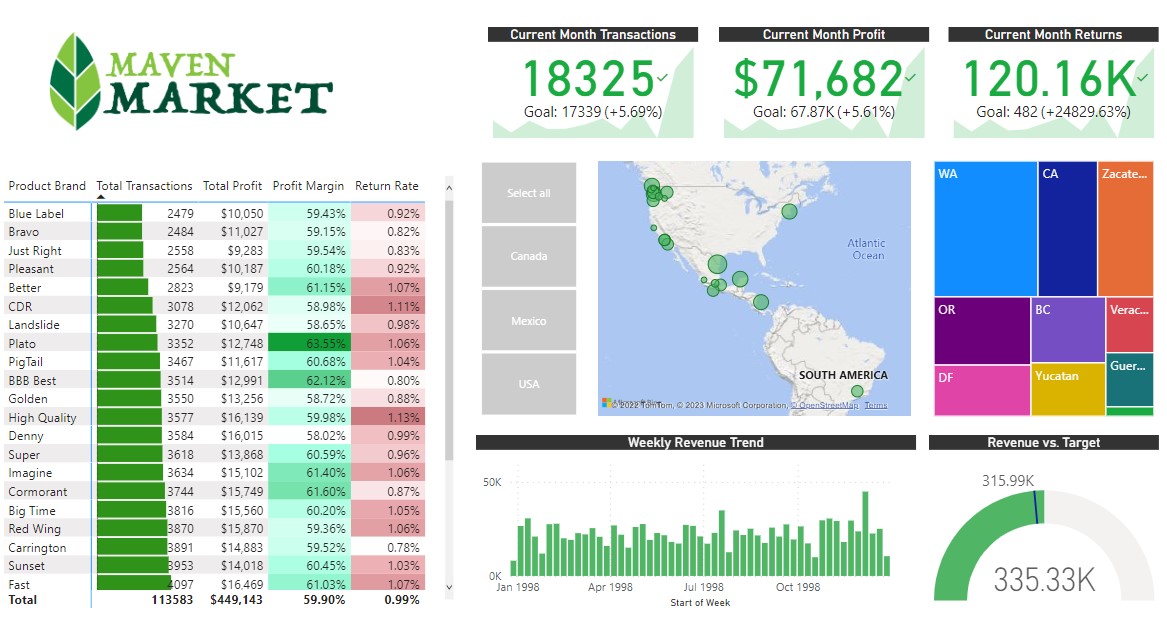 MAVEN
MARKET
Current Month Transactions
18325
Goal: 17339 (+5.69%)
Current Month Profit
$71,682
Goal: 67.87K (+5.61%)
Current Month Returns
120.16K
Goal: 482 (+24829.63%)
Product Brand Total Transactions Total Profit Profit Margin Return Rate
Blue Label 2479 $10,050 59.43% 0.92%
Bravo 2484 $11,027 59.15% 0.82%
Just Right 2558 $9,283 59.54% 0.83%
Pleasant 2564 $10,187 60.18% 0.92%
Better 2823 $9,179 61.15% 1.07%
CDR 3078 $12,062 58.98% 1.11%
Landslide 3270 $10,647 58.65% 0.98%
Plato 3352 $12,748 63.55% 1.06%
PigTail 3467 $11,617 60.68% 1.04%
BBB Best 3514 $12,991 62.12% 0.80%
Golden 3550 $13,256 58.72% 0.88%
High Quality 3577 $16,139 59.98% 1.13%
Denny 3584 $16,015 58.02% 0.99%
Super 3618 $13,868 60.59% 0.96%
Imagine 3634 $15,102 61.40% 1.06%
Cormorant 3744 $15,749 61.60% 0.87%
Big Time 3816 $15,560 60.20% 1.05%
Red Wing 3870 $15,870 59.36% 1.06%
Carrington 3891 $14,883 59.52% 0.78%
Sunset 3953 $14,018 60.45% 1.03%
Fast 4097 $16,469 61.03% 1.07%
Total 113583 $449,143 59.90% 0.99%
Select all
Canada
Mexico
USA
Atlantic
Ocean
SOUTH AMERICA
© 2022 TomTom, © 2023 Microsoft Corporation, © OpenStreetMap Terms
WA
CA
Zacate...
OR
BC
Verac...
DF
Yucatan
Guer...
Weekly Revenue Trend
50K
0K
Jan 1998 Apr 1998 Jul 1998 Oct 1998
Start of Week
Revenue vs. Target
315.99K
335.33K